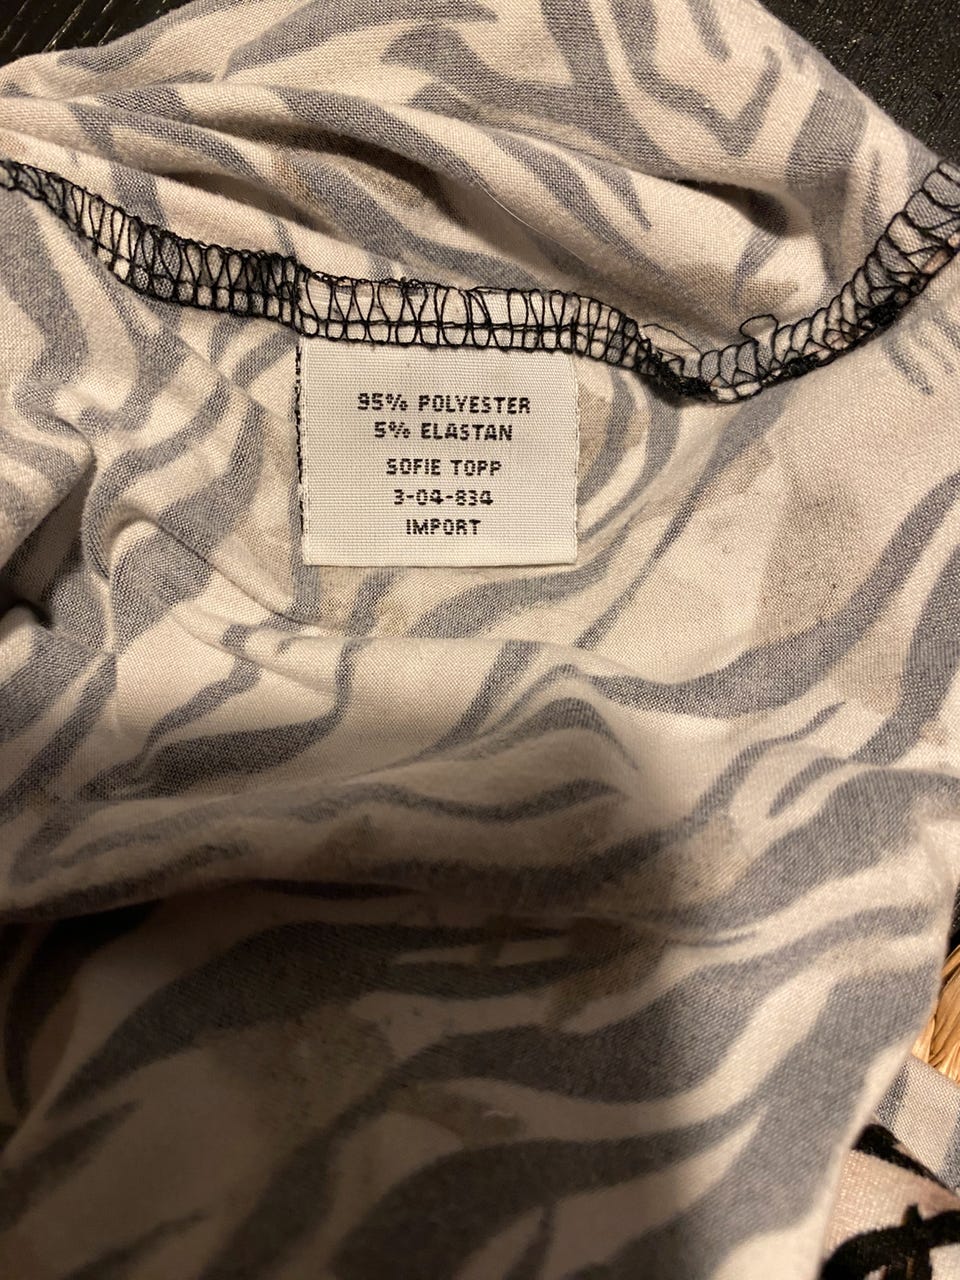 95% POLYESTER
5% ELASTAN
SOFIE TOPP
3-04-834
IMPORT